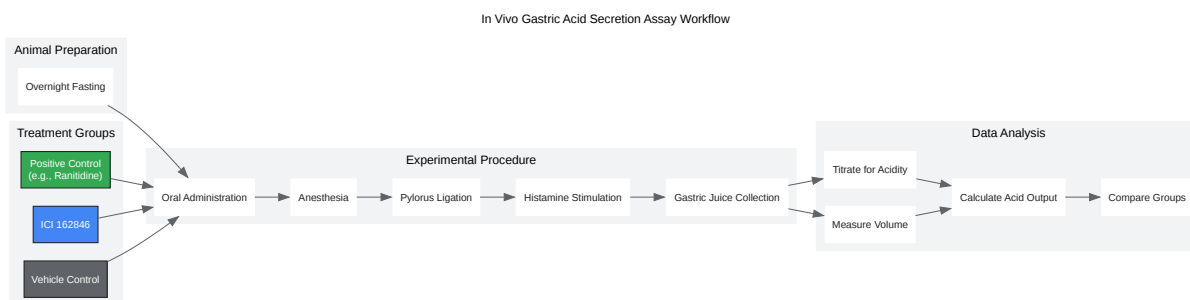 In Vivo Gastric Acid Secretion Assay Workflow
Animal Preparation
Overnight Fasting
Treatment Groups
Positive Control
(e.g., Ranitidine)
ICI 162846
Vehicle Control
Experimental Procedure
Oral Administration
Anesthesia
Pylorus Ligation
Histamine Stimulation
Gastric Juice Collection
Data Analysis
Titrate for Acidity
Measure Volume
Calculate Acid Output
Compare Groups